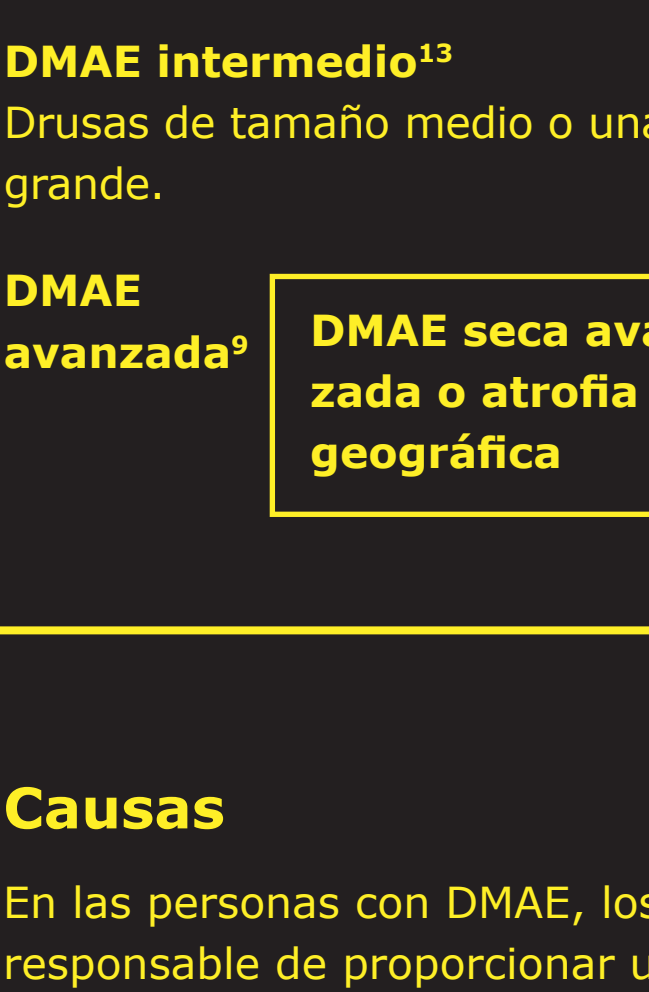 DMAE intermedio¹³
Drusas de tamaño medio o una
grande.
DMAE
avanzada⁹
DMAE seca ava
zada o atrofia
geográfica
Causas
En las personas con DMAE, los
responsable de proporcionar u